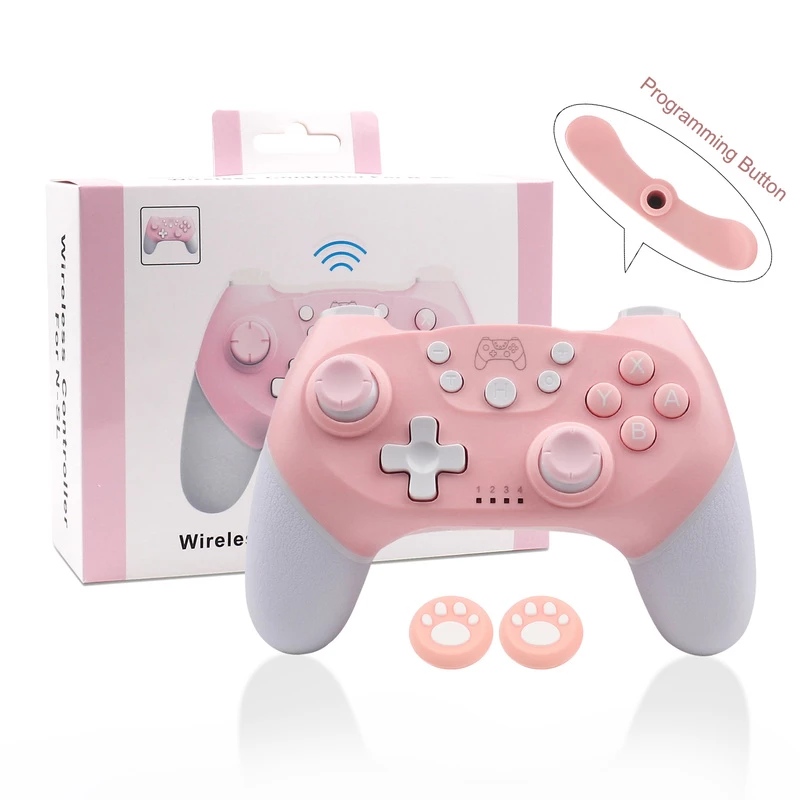 Programming Button
Wireless Controller
For N-SL
Wireles
X
Y
A
B
H
1 2 3 4